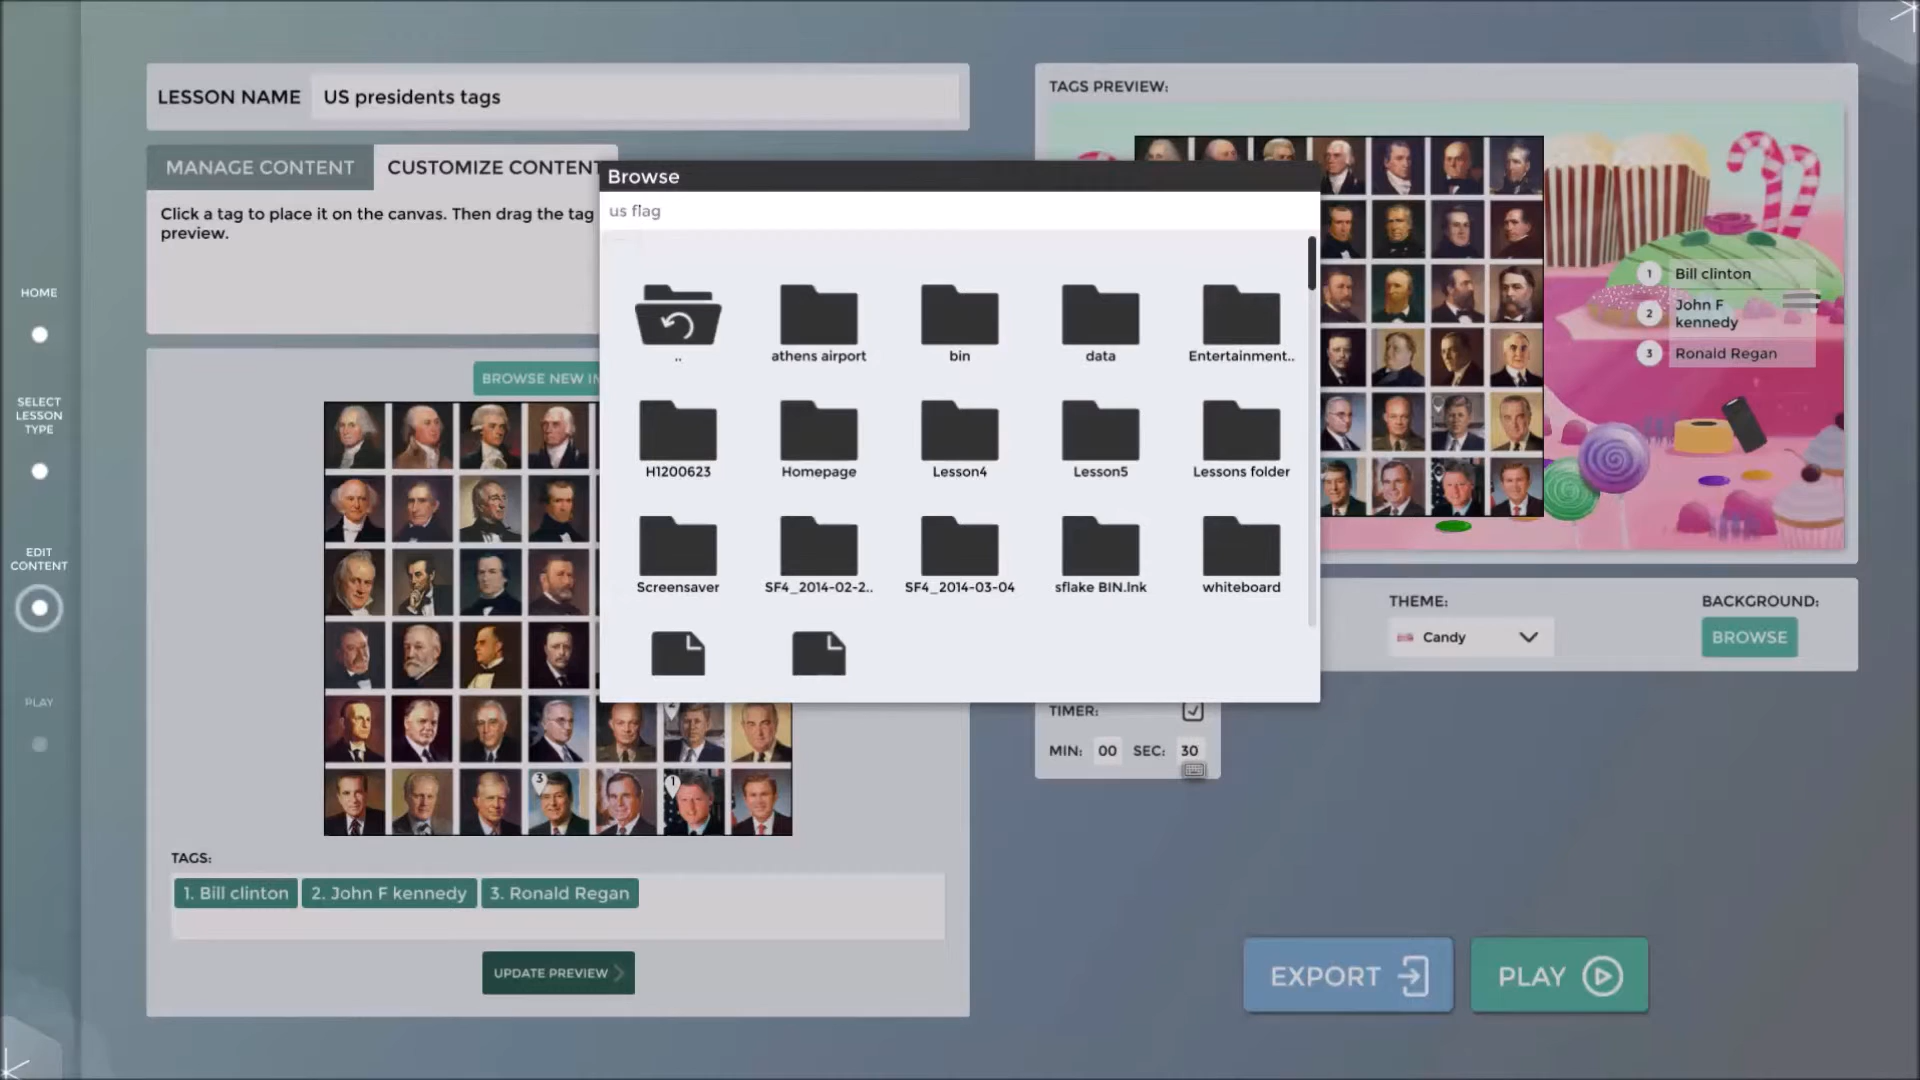 LESSON NAME US presidents tags
MANAGE CONTENT
CUSTOMIZE CONTENT
Click a tag to place it on the canvas. Then drag the tag
preview.
HOME
SELECT
LESSON
TYPE
EDIT
CONTENT
PLAY
BROWSE NEW
3
1
TAGS:
1. Bill clinton
2. John F kennedy
3. Ronald Regan
UPDATE PREVIEW
Browse
us flag
..
athens airport
bin
data
Entertainment..
H1200623
Homepage
Lesson4
Lesson5
Lessons folder
Screensaver
SF4_2014-02-2..
SF4_2014-03-04
sflake BIN.lnk
whiteboard
TAGS PREVIEW:
1 Bill clinton
2 John F
kennedy
3 Ronald Regan
THEME:
Candy
BACKGROUND:
BROWSE
TIMER:
MIN: 00 SEC: 30
EXPORT
PLAY